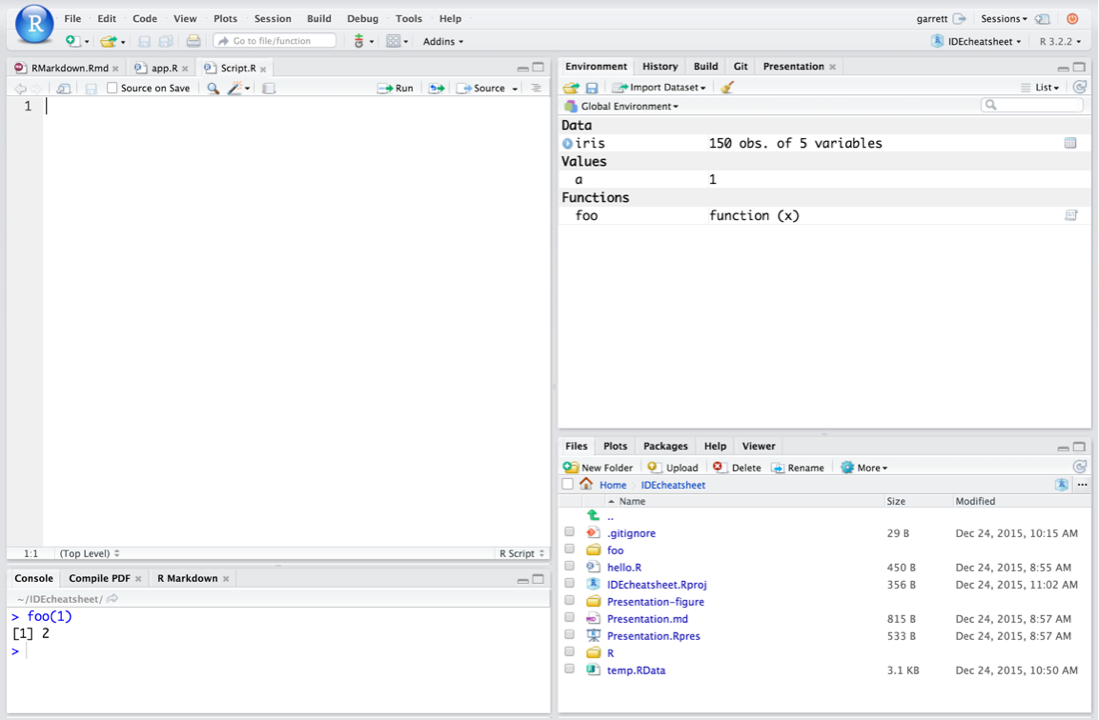 R File Edit Code View Plots Session Build Debug Tools Help garrett Sessions
Go to file/function Addins IDEcheatsheet R 3.2.2
RMarkdown.Rmd app.R Script.R
Source on Save Run Source
1
1:1 (Top Level) R Script
Console Compile PDF R Markdown
~/IDEcheatsheet/
> foo(1)
[1] 2
>
Environment History Build Git Presentation
Import Dataset List
Global Environment
Data
iris 150 obs. of 5 variables
Values
a 1
Functions
foo function (x)
Files Plots Packages Help Viewer
New Folder Upload Delete Rename More
Home IDEcheatsheet R ...
Name Size Modified
..
.gitignore 29 B Dec 24, 2015, 10:15 AM
foo
hello.R 450 B Dec 24, 2015, 8:55 AM
IDEcheatsheet.Rproj 356 B Dec 24, 2015, 11:02 AM
Presentation-figure
Presentation.md 815 B Dec 24, 2015, 8:57 AM
Presentation.Rpres 533 B Dec 24, 2015, 8:57 AM
R
temp.RData 3.1 KB Dec 24, 2015, 10:50 AM